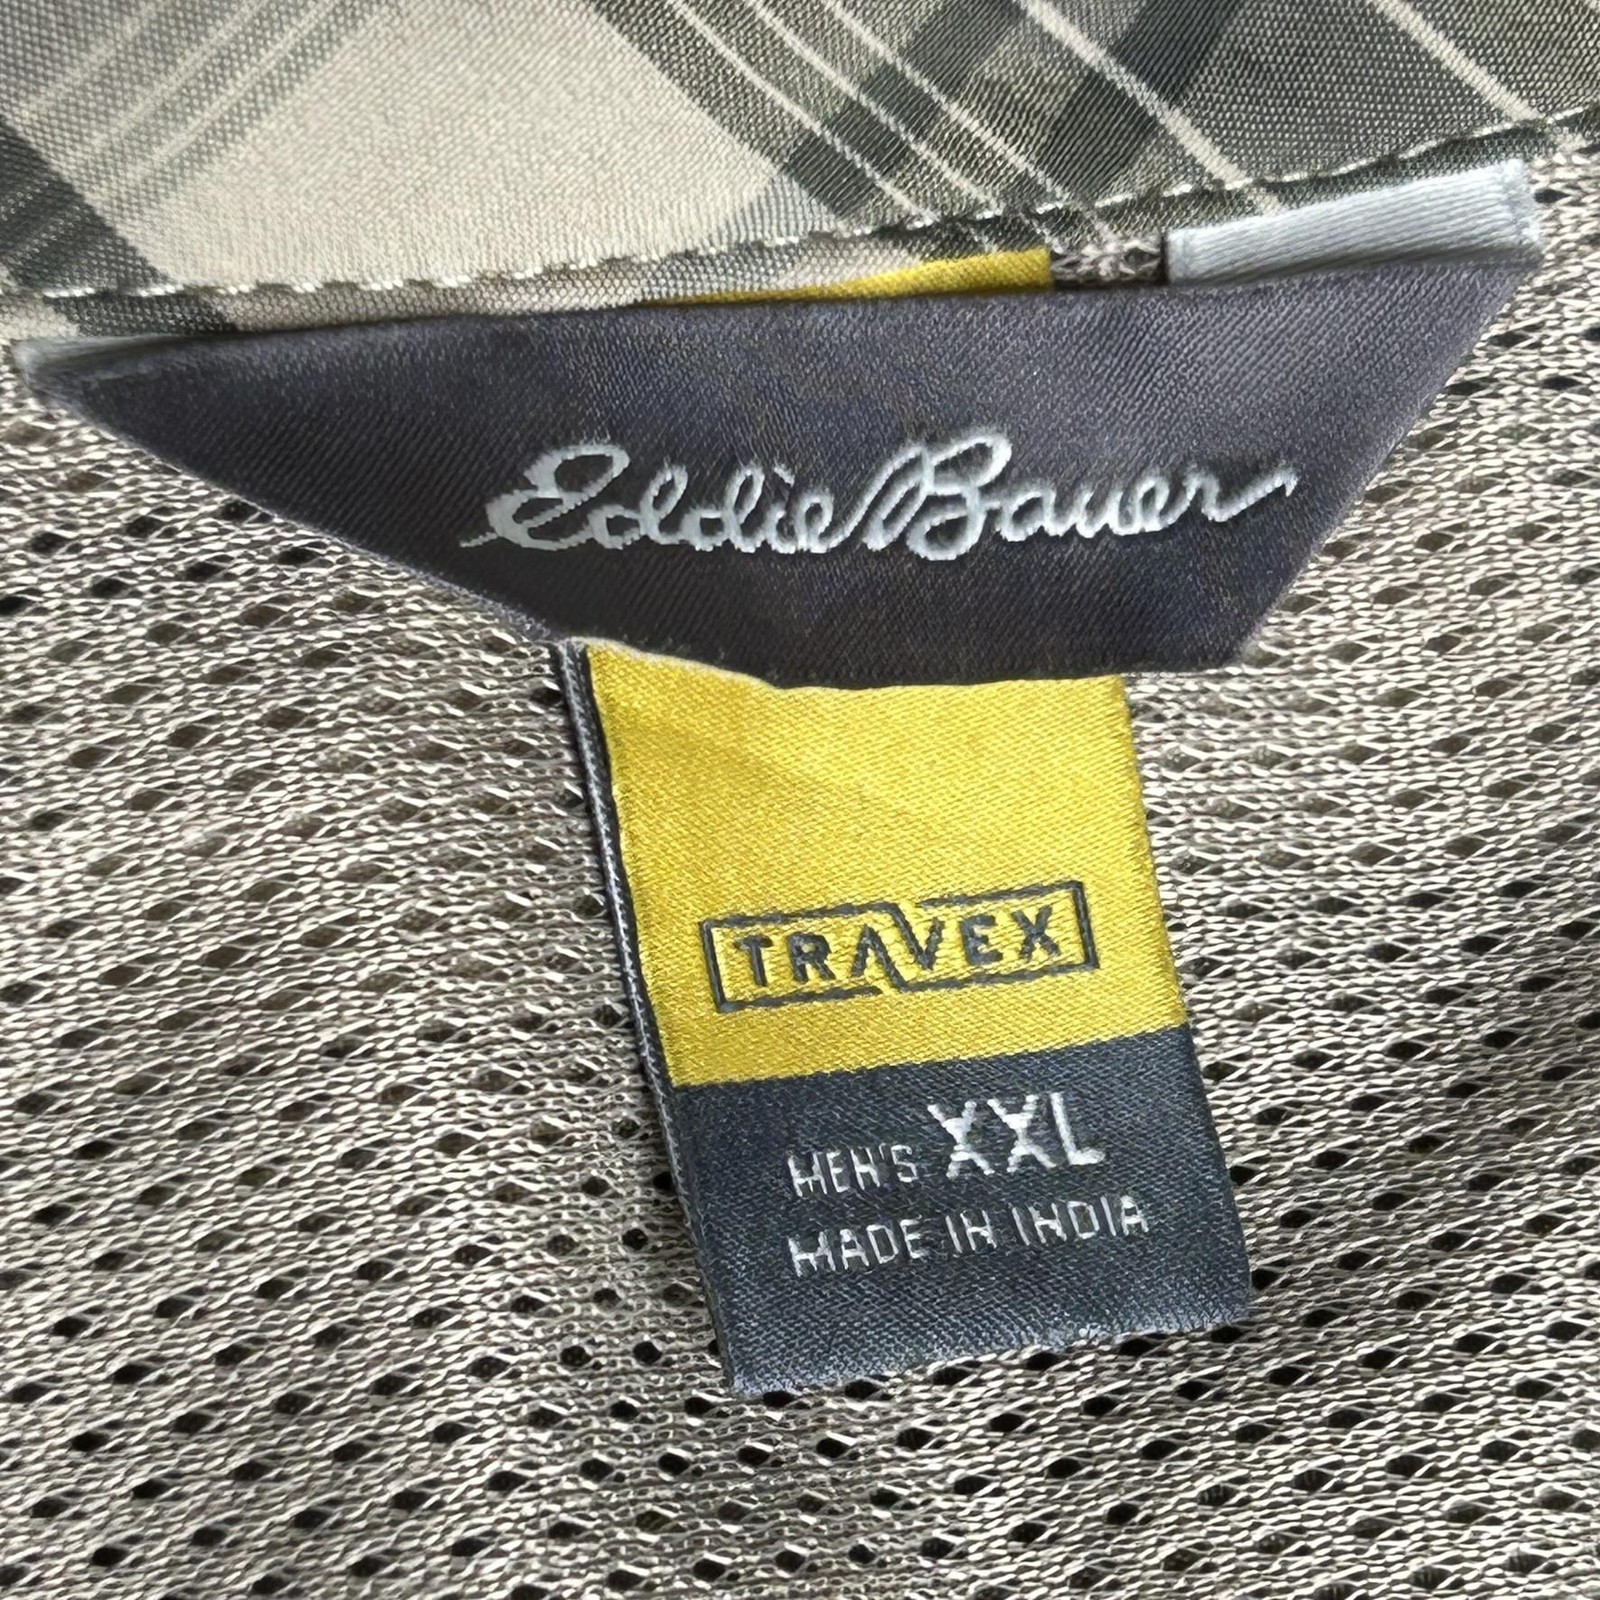 Eddie Bauer
TRAVEX
MEN'S XXL
MADE IN INDIA